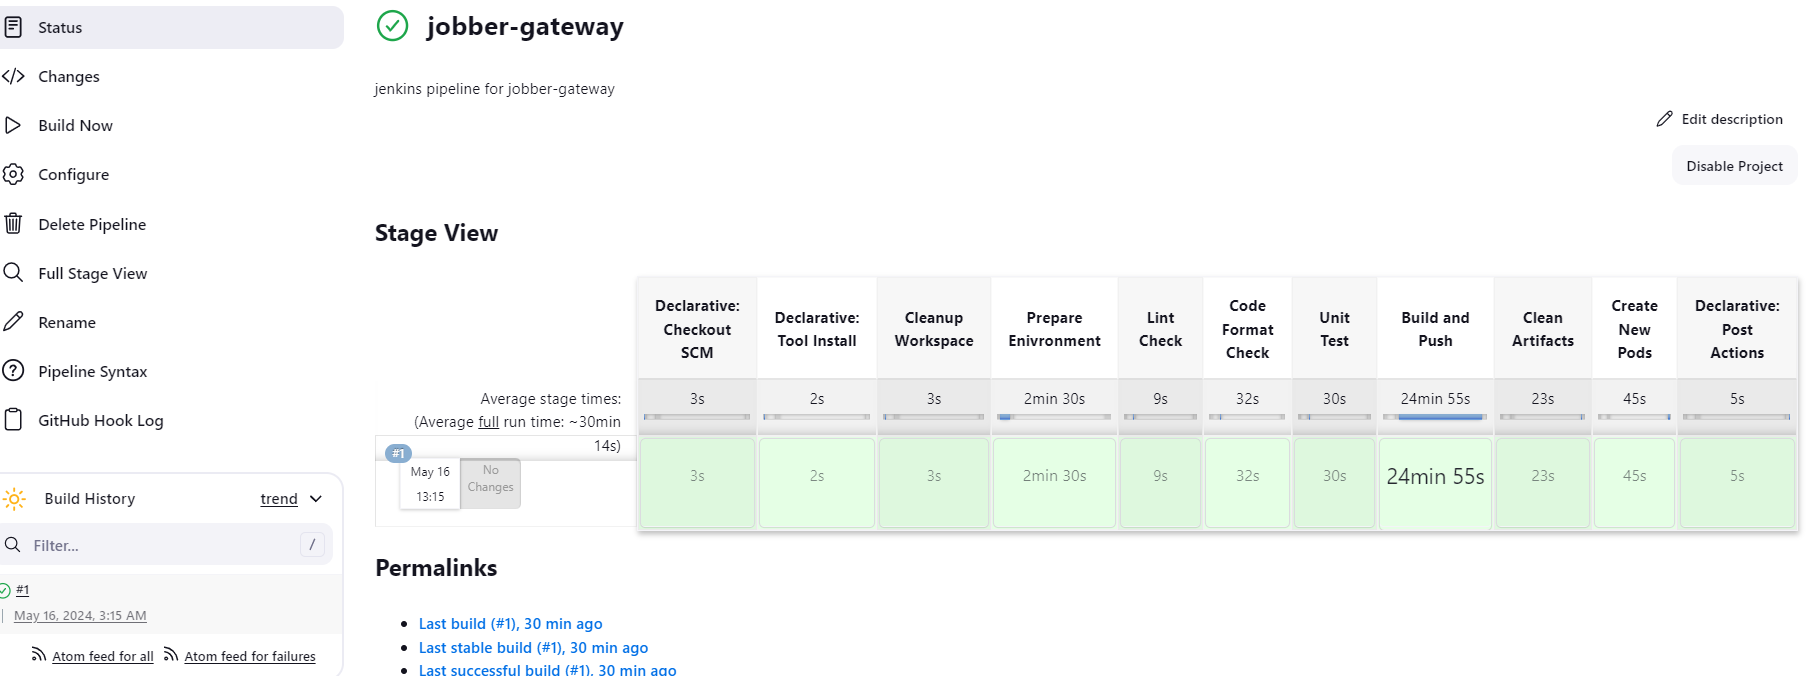 Status
Changes
Build Now
Configure
Delete Pipeline
Full Stage View
Rename
Pipeline Syntax
GitHub Hook Log
Build History
trend
Filter...
/
#1
May 16, 2024, 3:15 AM
Atom feed for all
Atom feed for failures
jobber-gateway
jenkins pipeline for jobber-gateway
Edit description
Disable Project
Stage View
Declarative:
Checkout
SCM
Declarative:
Tool Install
Cleanup
Workspace
Prepare
Enivronment
Lint
Check
Code
Format
Check
Unit
Test
Build and
Push
Clean
Artifacts
Create
New
Pods
Declarative:
Post
Actions
Average stage times:
(Average full run time: ~30min
14s)
3s
2s
3s
2min 30s
9s
32s
30s
24min 55s
23s
45s
5s
#1
May 16
13:15
No
Changes
3s
2s
3s
2min 30s
9s
32s
30s
24min 55s
23s
45s
5s
Permalinks
Last build (#1), 30 min ago
Last stable build (#1), 30 min ago
Last successful build (#1), 30 min ago